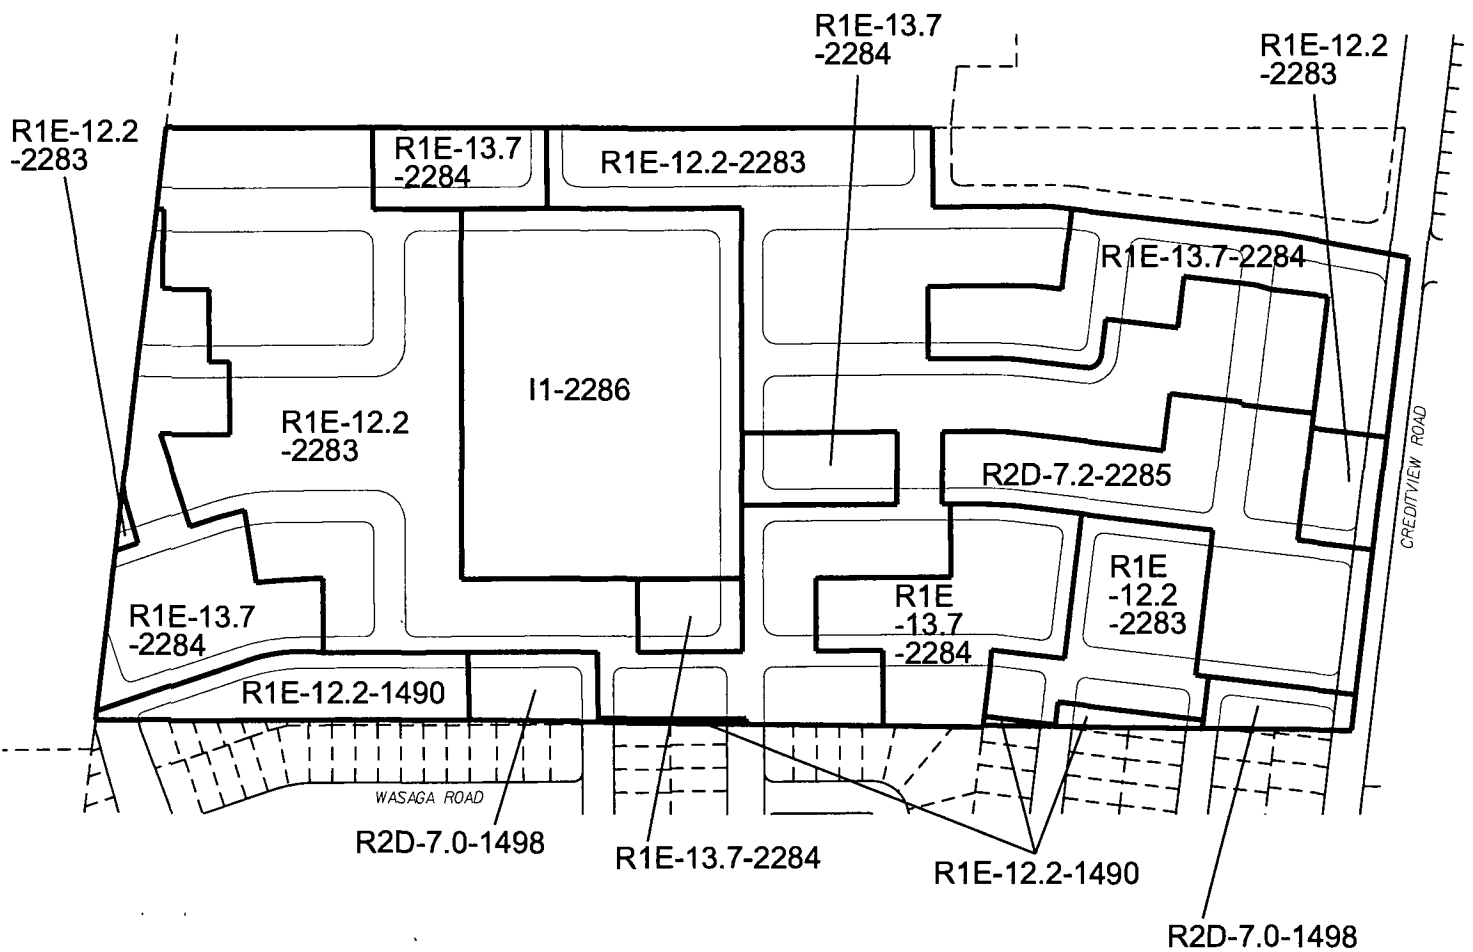 R1E-13.7
-2284
R1E-12.2
-2283
R1E-12.2
-2283
R1E-13.7
-2284
R1E-12.2-2283
R1E-13.7-2284
I1-2286
R1E-12.2
-2283
R2D-7.2-2285
CREDITVIEW ROAD
R1E
-12.2
-2283
R1E
-13.7
-2284
R1E-13.7
-2284
R1E-12.2-1490
WASAGA ROAD
R2D-7.0-1498
R1E-13.7-2284
R1E-12.2-1490
R2D-7.0-1498